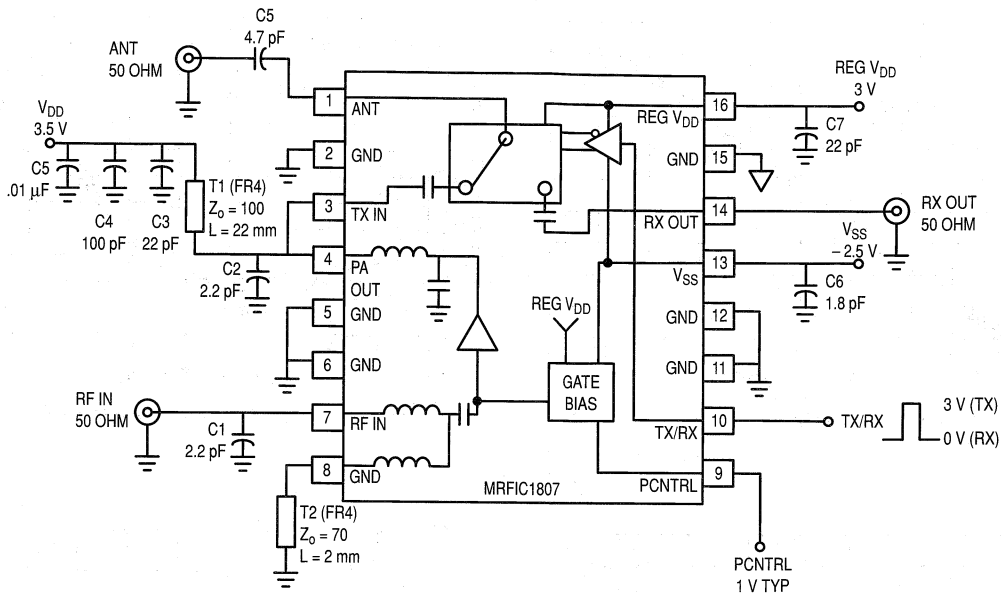 C5
4.7 pF
ANT
50 OHM
V_DD
3.5 V
C5
.01 μF
C4
100 pF
C3
22 pF
T1 (FR4)
Z_o = 100
L = 22 mm
C2
2.2 pF
RF IN
50 OHM
C1
2.2 pF
T2 (FR4)
Z_o = 70
L = 2 mm
1
ANT
2
GND
3
TX IN
4
PA
OUT
5
GND
6
GND
7
RF IN
8
GND
REG V_DD
GATE
BIAS
MRFIC1807
REG V_DD
16
GND
15
RX OUT
14
V_SS
13
GND
12
GND
11
TX/RX
10
PCNTRL
9
REG V_DD
3 V
C7
22 pF
RX OUT
50 OHM
V_SS
– 2.5 V
C6
1.8 pF
TX/RX
3 V (TX)
0 V (RX)
PCNTRL
1 V TYP